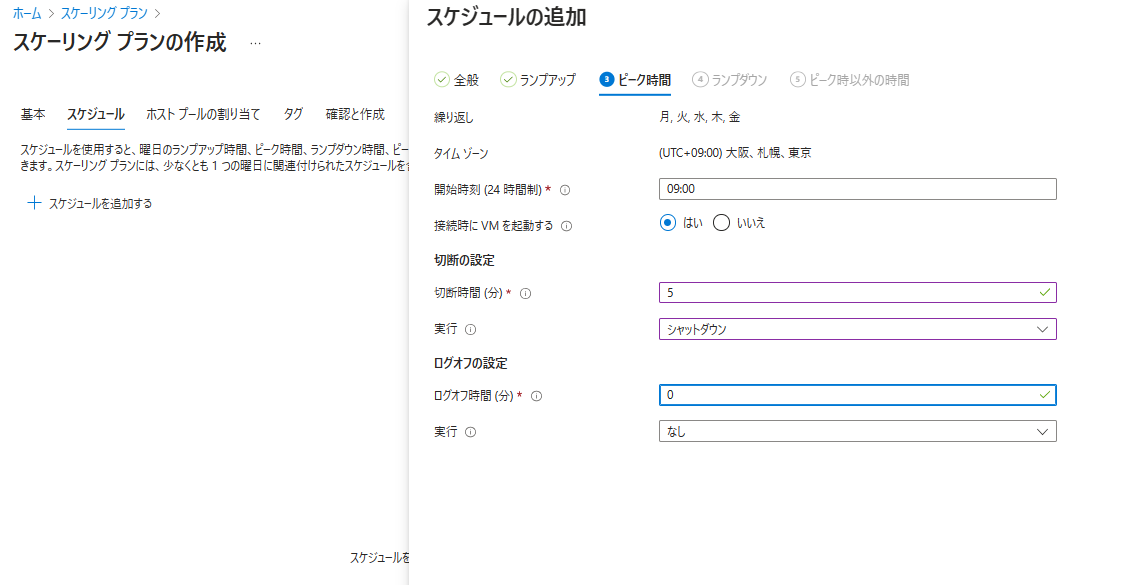 ホーム > スケーリング プラン >
スケーリング プランの作成 …
基本 スケジュール ホスト プールの割り当て タグ 確認と作成
スケジュールを使用すると、曜日のランプアップ時間、ピーク時間、ランプダウン時間、ピー
きます。スケーリング プランには、少なくとも 1 つの曜日に関連付けられたスケジュールを
+ スケジュールを追加する
スケジュールを
スケジュールの追加
全般 ランプアップ 3 ピーク時間 4 ランプダウン 5 ピーク時以外の時間
繰り返し 月, 火, 水, 木, 金
タイム ゾーン (UTC+09:00) 大阪、札幌、東京
開始時刻 (24 時間制) * 09:00
接続時に VM を起動する はい いいえ
切断の設定
切断時間 (分) * 5
実行 シャットダウン
ログオフの設定
ログオフ時間 (分) * 0
実行 なし